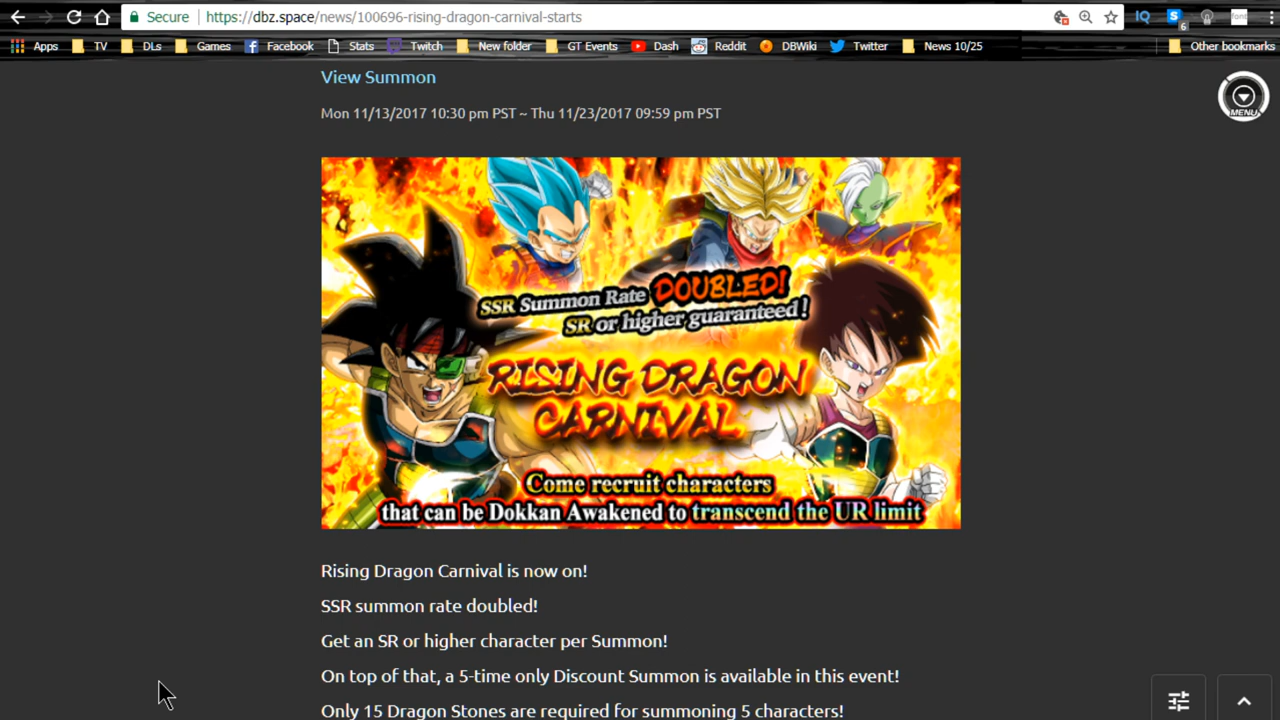 Secure https://dbz.space/news/100696-rising-dragon-carnival-starts
Apps TV DLs Games Facebook Stats Twitch New folder GT Events Dash Reddit DBWiki Twitter News 10/25 Other bookmarks
IQ S 6 font
View Summon
MENU
Mon 11/13/2017 10:30 pm PST ~ Thu 11/23/2017 09:59 pm PST
SSR Summon Rate DOUBLED!
SR or higher guaranteed!
RISING DRAGON
CARNIVAL
Come recruit characters
that can be Dokkan Awakened to transcend the UR limit
Rising Dragon Carnival is now on!
SSR summon rate doubled!
Get an SR or higher character per Summon!
On top of that, a 5-time only Discount Summon is available in this event!
Only 15 Dragon Stones are required for summoning 5 characters!